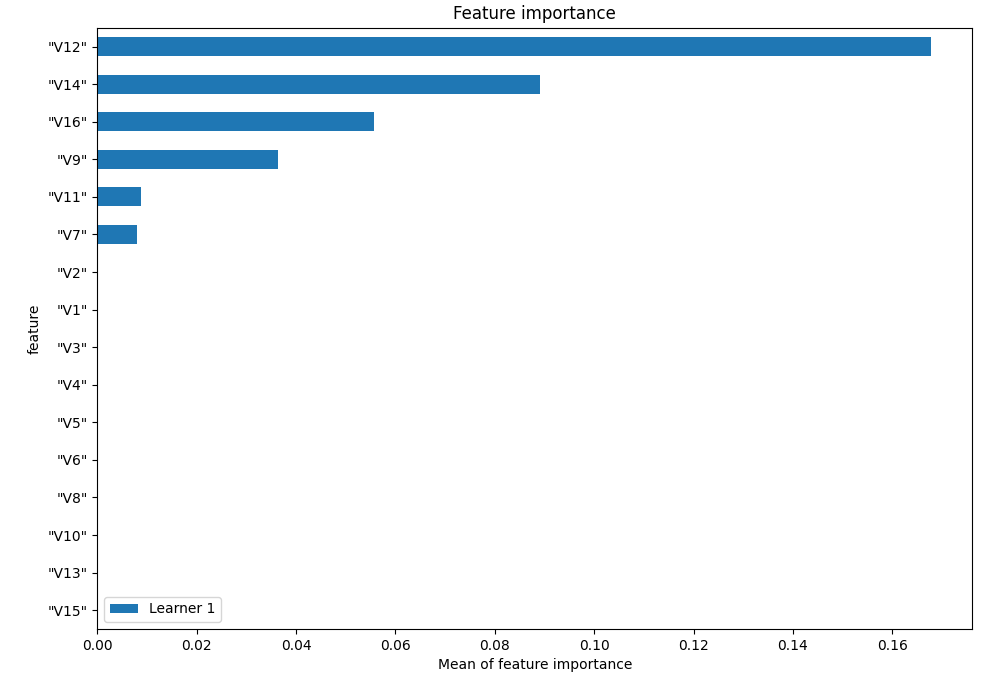 Feature importance
"V12"
"V14"
"V16"
"V9"
"V11"
"V7"
"V2"
"V1"
"V3"
"V4"
"V5"
"V6"
"V8"
"V10"
"V13"
"V15"
feature
Learner 1
0.00 0.02 0.04 0.06 0.08 0.10 0.12 0.14 0.16
Mean of feature importance